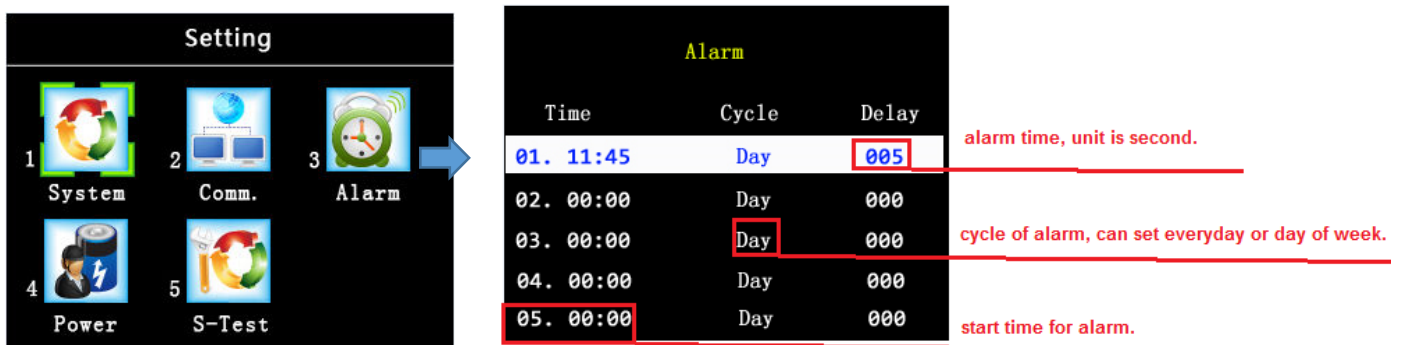 Setting
1 System
2 Comm.
3 Alarm
4 Power
5 S-Test
Alarm
Time Cycle Delay
01. 11:45 Day 005
02. 00:00 Day 000
03. 00:00 Day 000
04. 00:00 Day 000
05. 00:00 Day 000
alarm time, unit is second.
cycle of alarm, can set everyday or day of week.
start time for alarm.